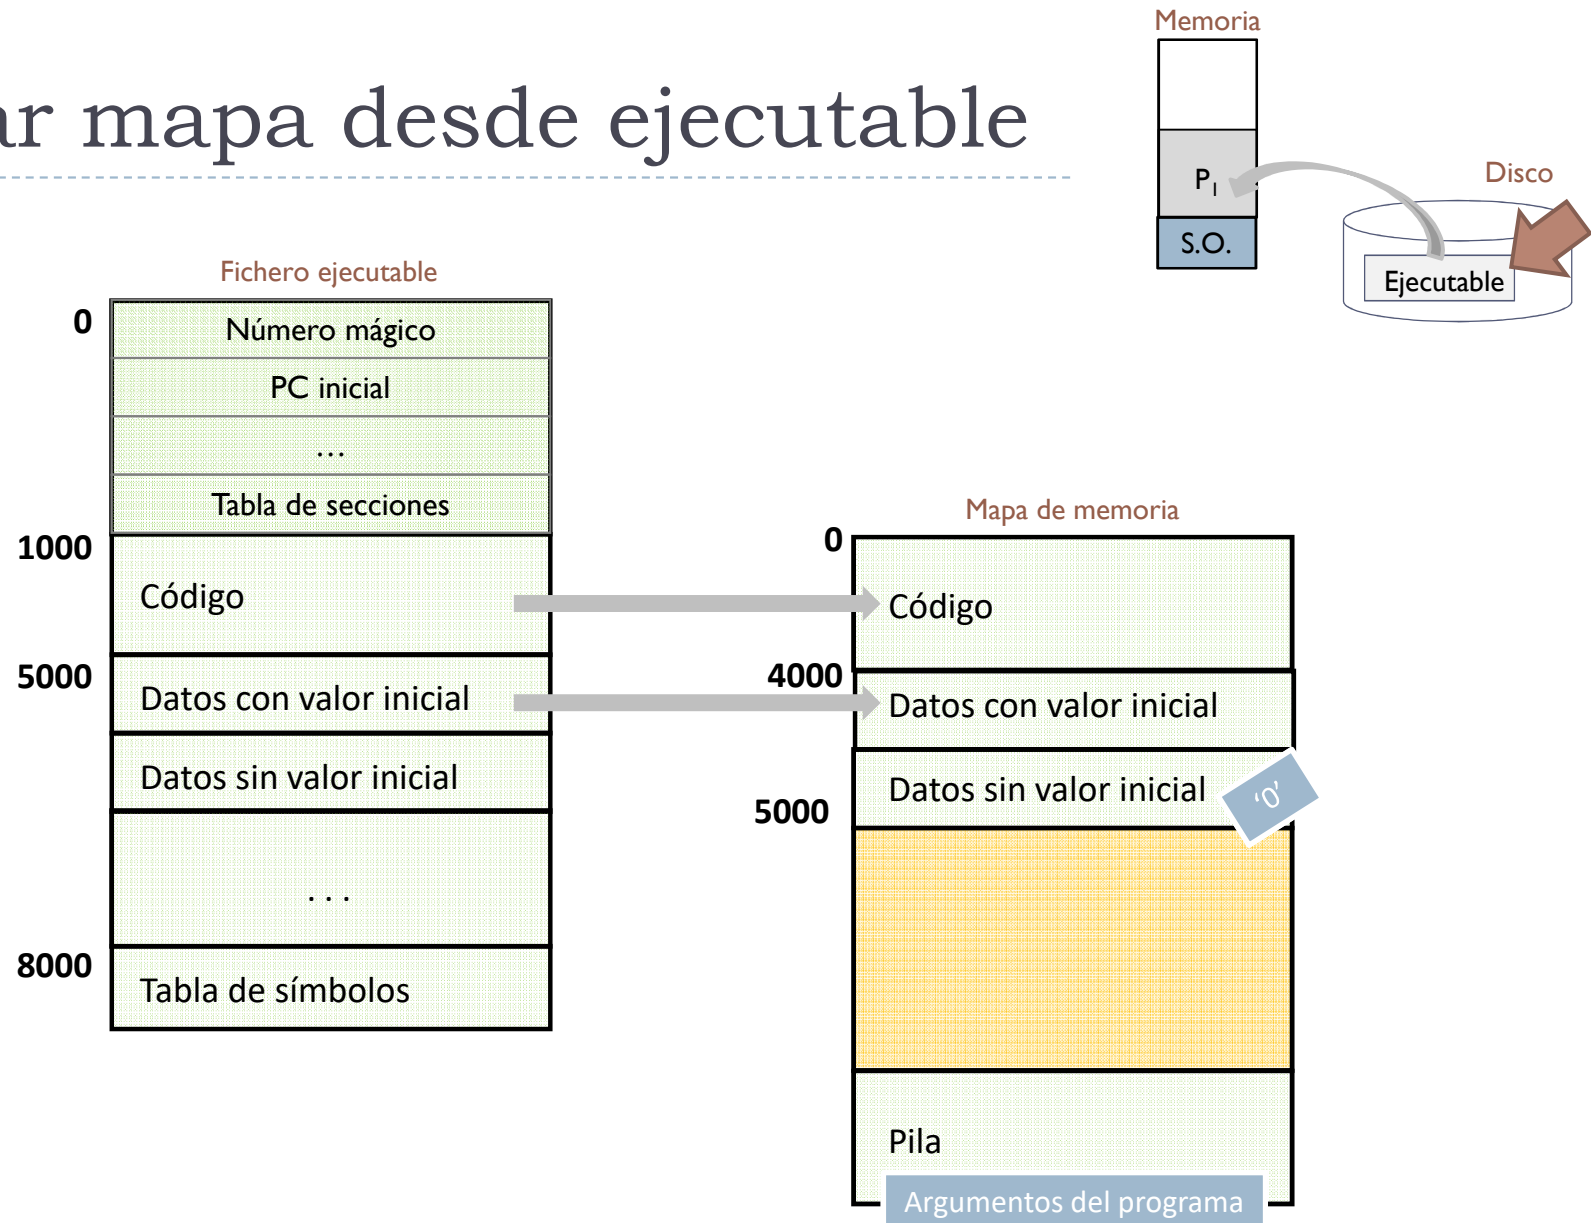 ar mapa desde ejecutable
Memoria
P1
S.O.
Disco
Ejecutable
Fichero ejecutable
0
Número mágico
PC inicial
...
Tabla de secciones
1000
Código
5000
Datos con valor inicial
Datos sin valor inicial
. . .
8000
Tabla de símbolos
Mapa de memoria
0
Código
4000
Datos con valor inicial
Datos sin valor inicial
‘0’
5000
Pila
Argumentos del programa